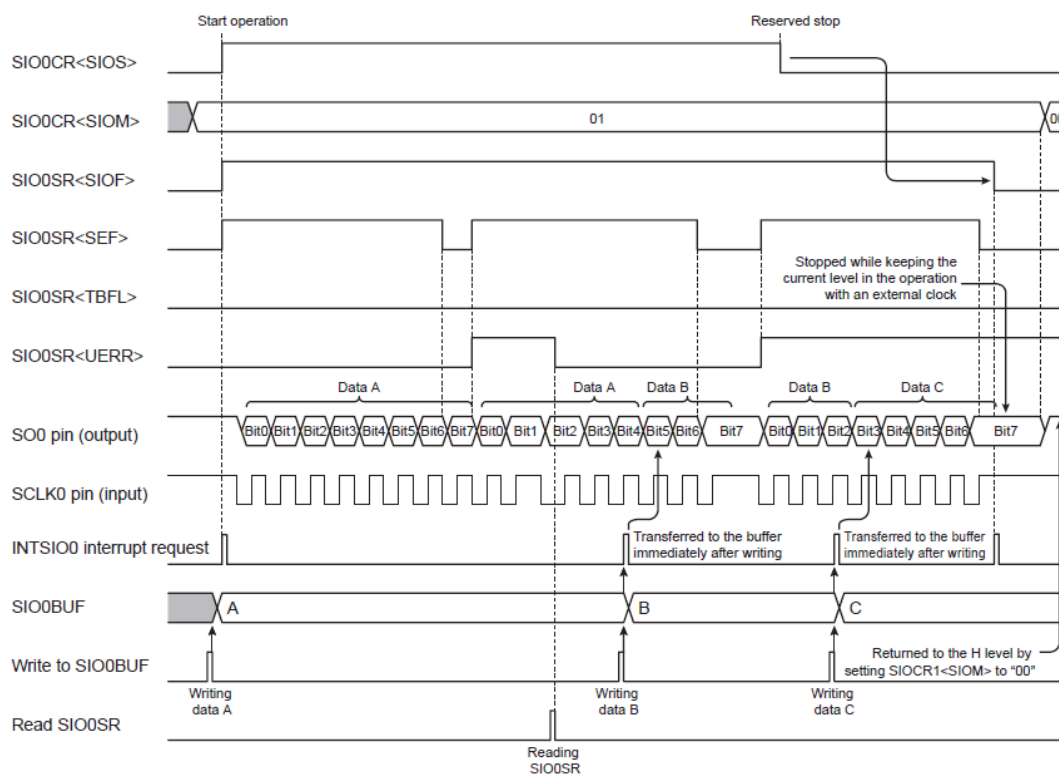 Start operation
Reserved stop
SIO0CR<SIOS>
SIO0CR<SIOM>
01
SIO0SR<SIOF>
SIO0SR<SEF>
Stopped while keeping the
current level in the operation
with an external clock
SIO0SR<TBFL>
SIO0SR<UERR>
Data A
Data A
Data B
Data B
Data C
SO0 pin (output)
Bit0 Bit1 Bit2 Bit3 Bit4 Bit5 Bit6 Bit7 Bit0 Bit1 Bit2 Bit3 Bit4 Bit5 Bit6 Bit7 Bit0 Bit1 Bit2 Bit3 Bit4 Bit5 Bit6 Bit7
SCLK0 pin (input)
INTSIO0 interrupt request
Transferred to the buffer
immediately after writing
Transferred to the buffer
immediately after writing
SIO0BUF
A
B
C
Write to SIO0BUF
Returned to the H level by
setting SIOCR1<SIOM> to “00”
Writing
data A
Writing
data B
Writing
data C
Read SIO0SR
Reading
SIO0SR